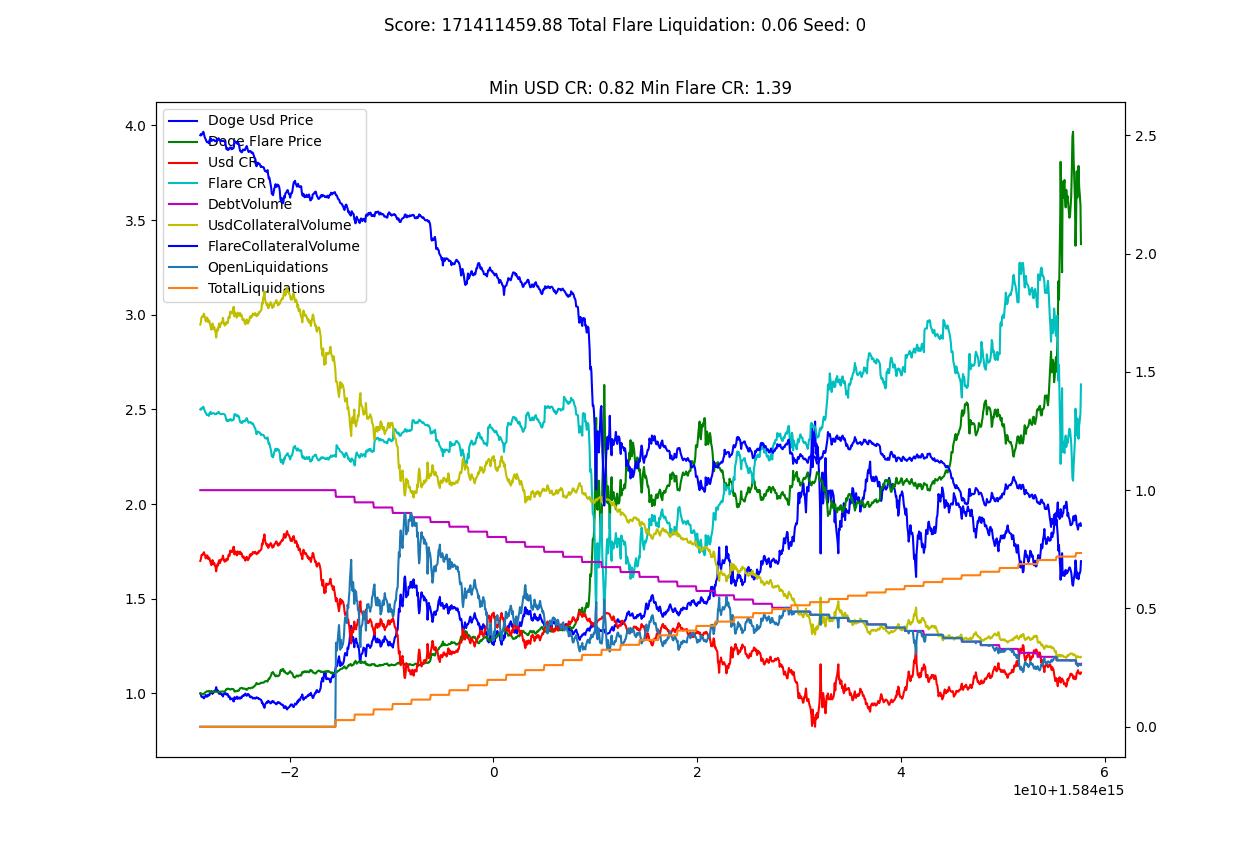 Score: 171411459.88 Total Flare Liquidation: 0.06 Seed: 0
Min USD CR: 0.82 Min Flare CR: 1.39
Doge Usd Price
Doge Flare Price
Usd CR
Flare CR
DebtVolume
UsdCollateralVolume
FlareCollateralVolume
OpenLiquidations
TotalLiquidations
4.0
3.5
3.0
2.5
2.0
1.5
1.0
2.5
2.0
1.5
1.0
0.5
0.0
−2
0
2
4
6
1e10+1.584e15